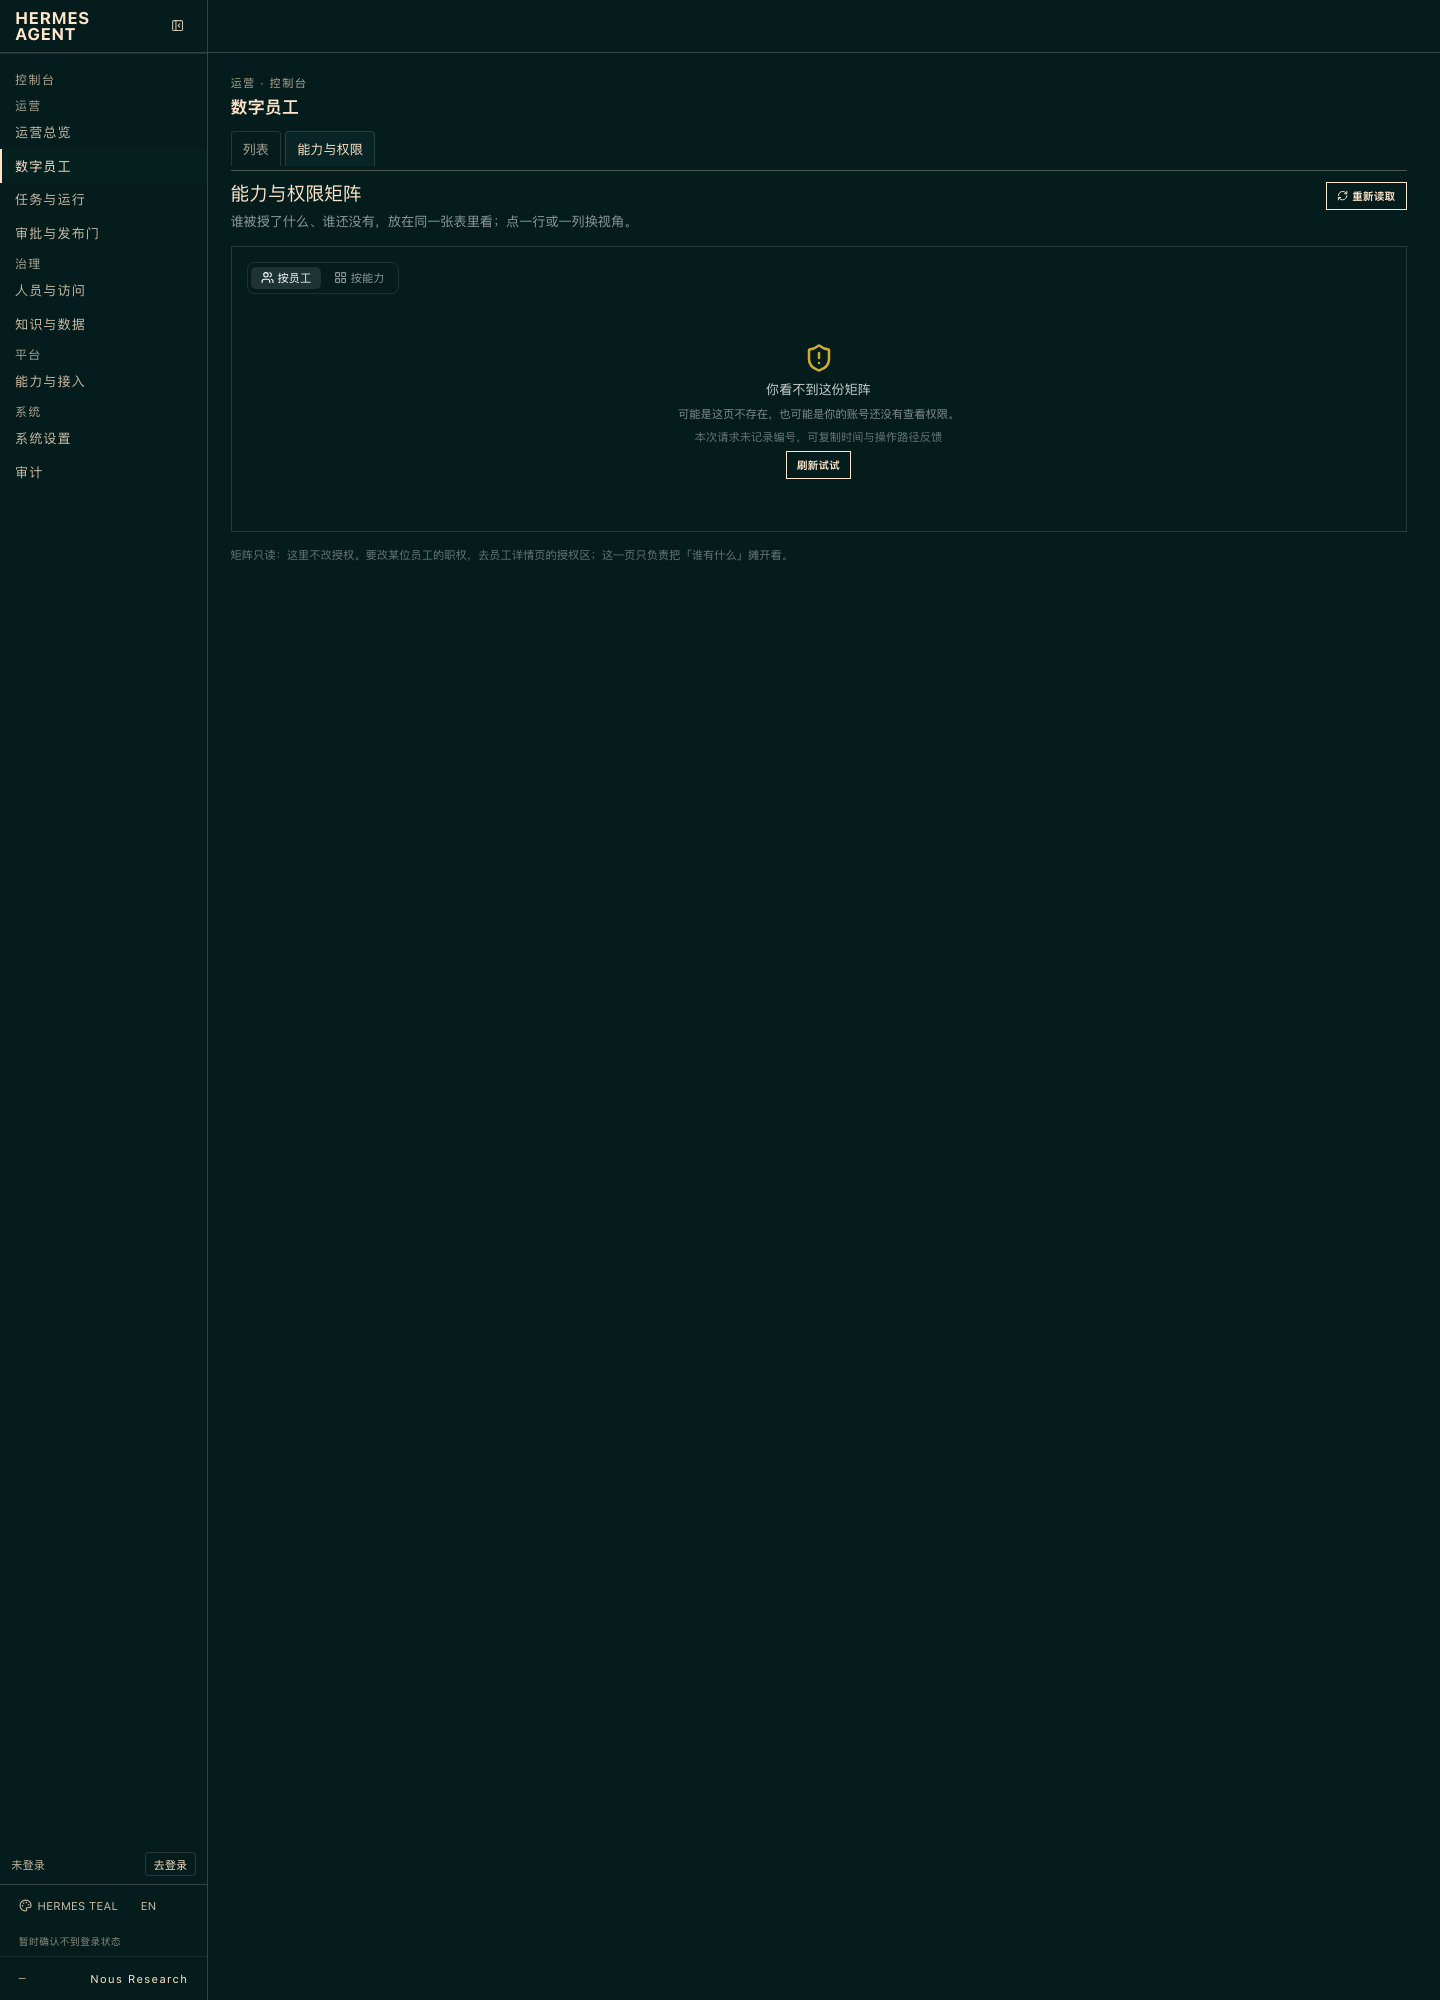 HERMES
AGENT
控制台
运营
运营总览
数字员工
任务与运行
审批与发布门
治理
人员与访问
知识与数据
平台
能力与接入
系统
系统设置
审计
未登录
去登录
HERMES TEAL
EN
暂时确认不到登录状态
—
Nous Research
运营 · 控制台
数字员工
列表
能力与权限
能力与权限矩阵
重新读取
谁被授了什么、谁还没有，放在同一张表里看；点一行或一列换视角。
按员工
按能力
你看不到这份矩阵
可能是这页不存在，也可能是你的账号还没有查看权限。
本次请求未记录编号，可复制时间与操作路径反馈
刷新试试
矩阵只读：这里不改授权。要改某位员工的职权，去员工详情页的授权区；这一页只负责把「谁有什么」摊开看。